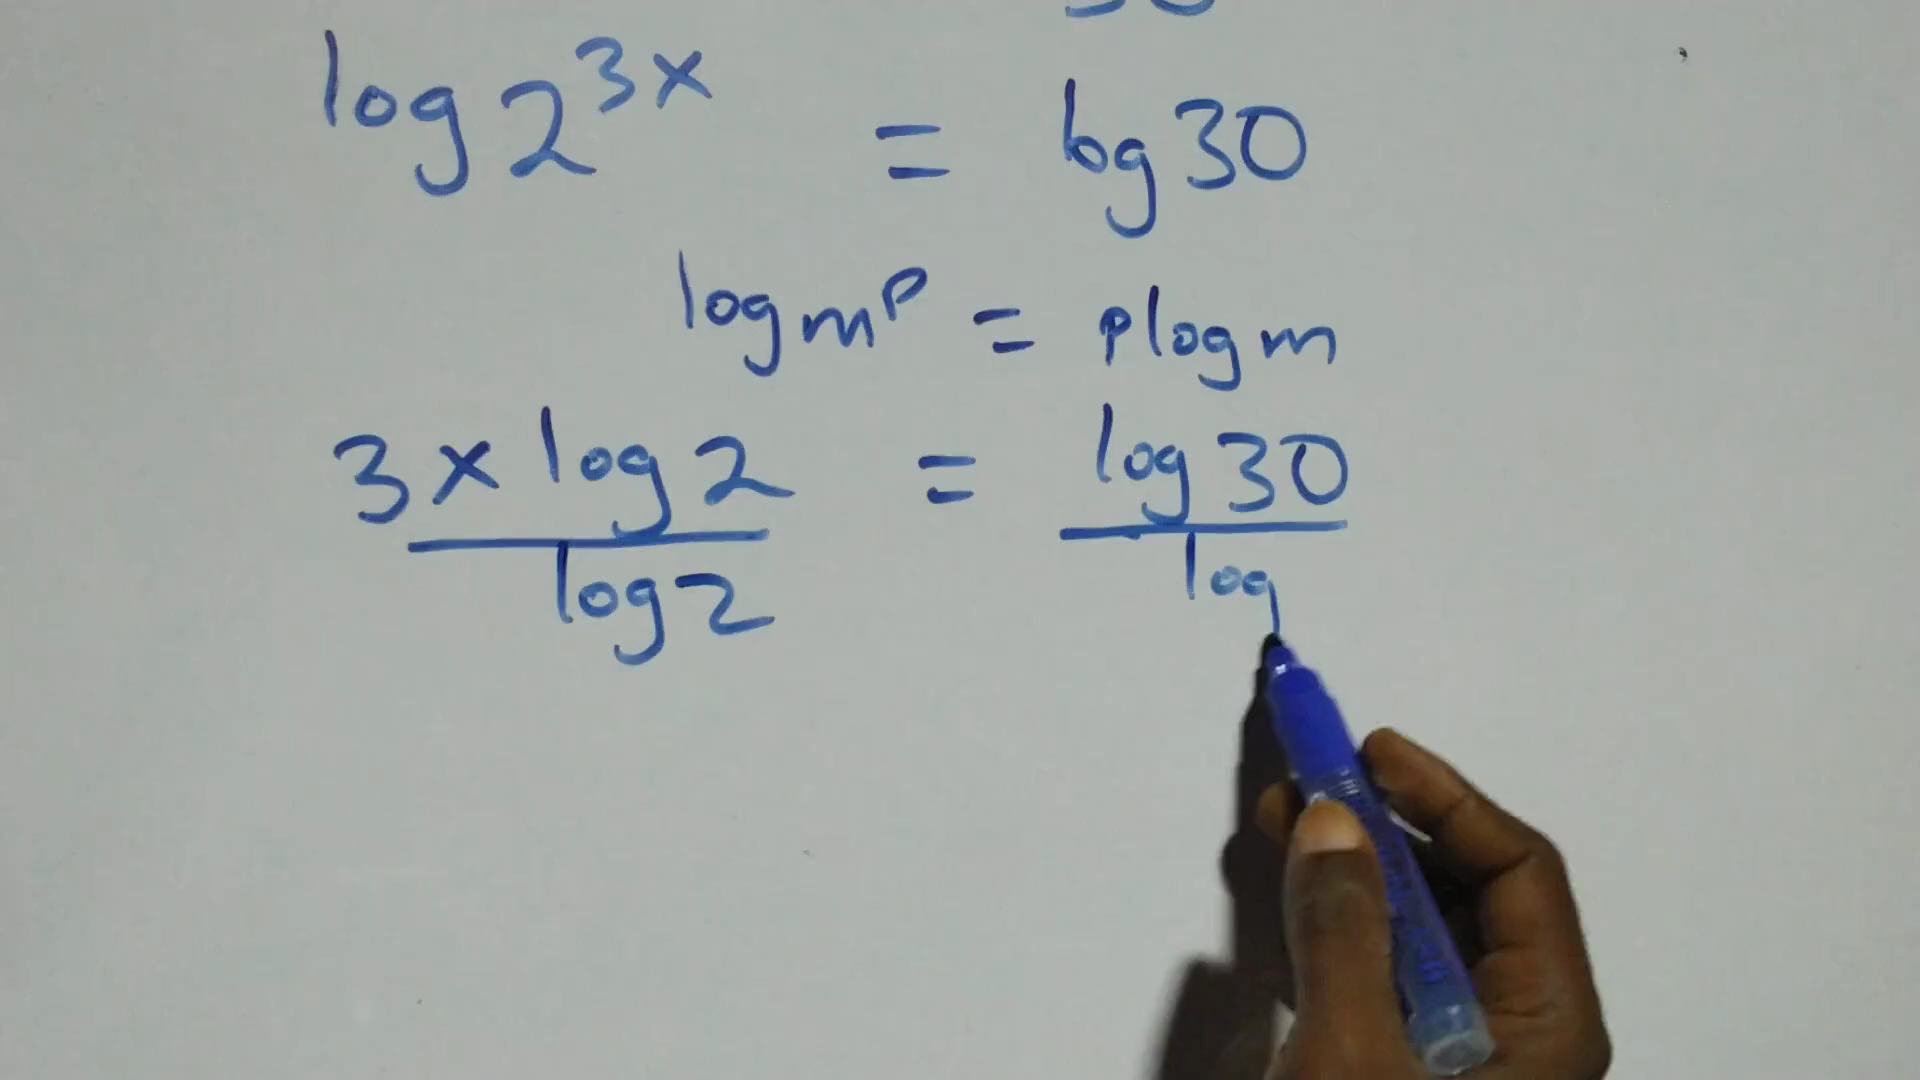 log 2^3x = log 30
log m^p = p log m
3x log 2 = log 30
log 2 log